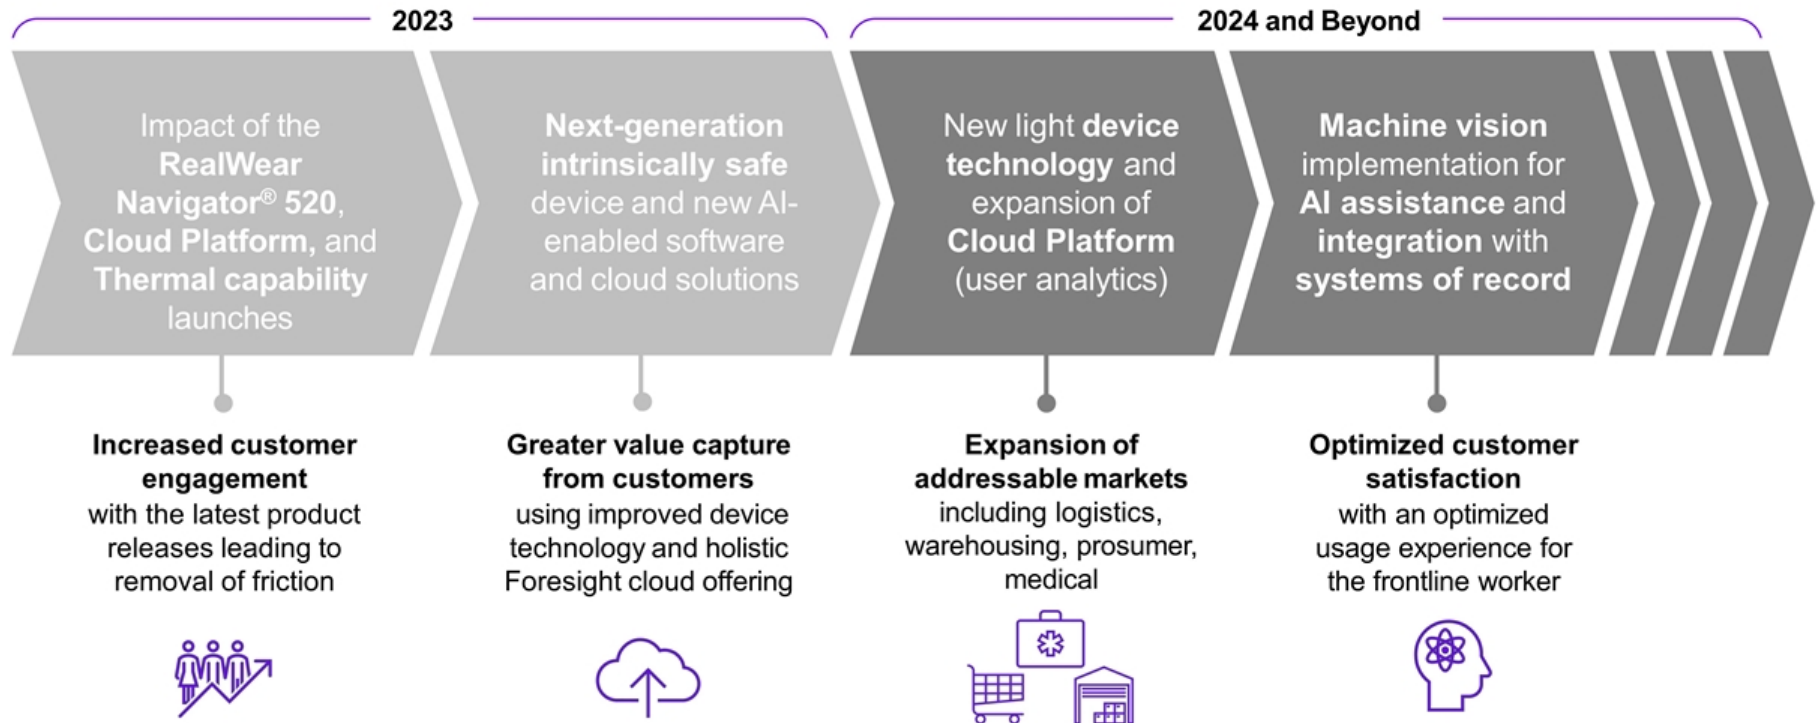 2023
2024 and Beyond
Impact of the
RealWear
Navigator® 520,
Cloud Platform, and
Thermal capability
launches
Next-generation
intrinsically safe
device and new AI-
enabled software
and cloud solutions
New light device
technology and
expansion of
Cloud Platform
(user analytics)
Machine vision
implementation for
AI assistance and
integration with
systems of record
Increased customer
engagement
with the latest product
releases leading to
removal of friction
Greater value capture
from customers
using improved device
technology and holistic
Foresight cloud offering
Expansion of
addressable markets
including logistics,
warehousing, prosumer,
medical
Optimized customer
satisfaction
with an optimized
usage experience for
the frontline worker